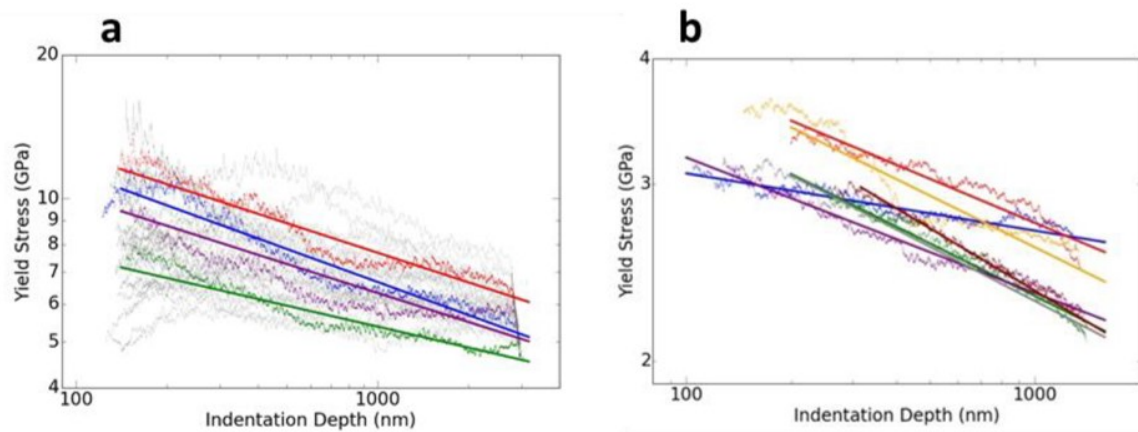 a
20
10
9
8
7
6
5
4
100
1000
Yield Stress (GPa)
Indentation Depth (nm)
b
4
3
2
100
1000
Yield Stress (GPa)
Indentation Depth (nm)